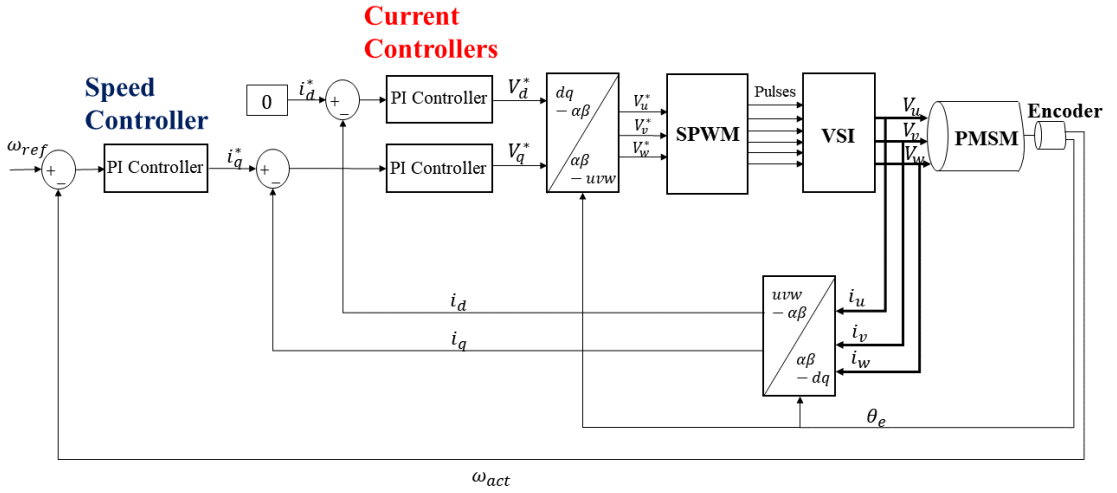 Current
Controllers
Speed
Controller
0
i_d^*
+
−
PI Controller
V_d^*
dq
− αβ
αβ
− uvw
V_u^*
V_v^*
V_w^*
SPWM
Pulses
VSI
V_u
V_v
V_w
PMSM
Encoder
ω_ref
+
−
PI Controller
i_q^*
+
−
PI Controller
V_q^*
i_d
i_q
uvw
− αβ
αβ
− dq
i_u
i_v
i_w
θ_e
ω_act